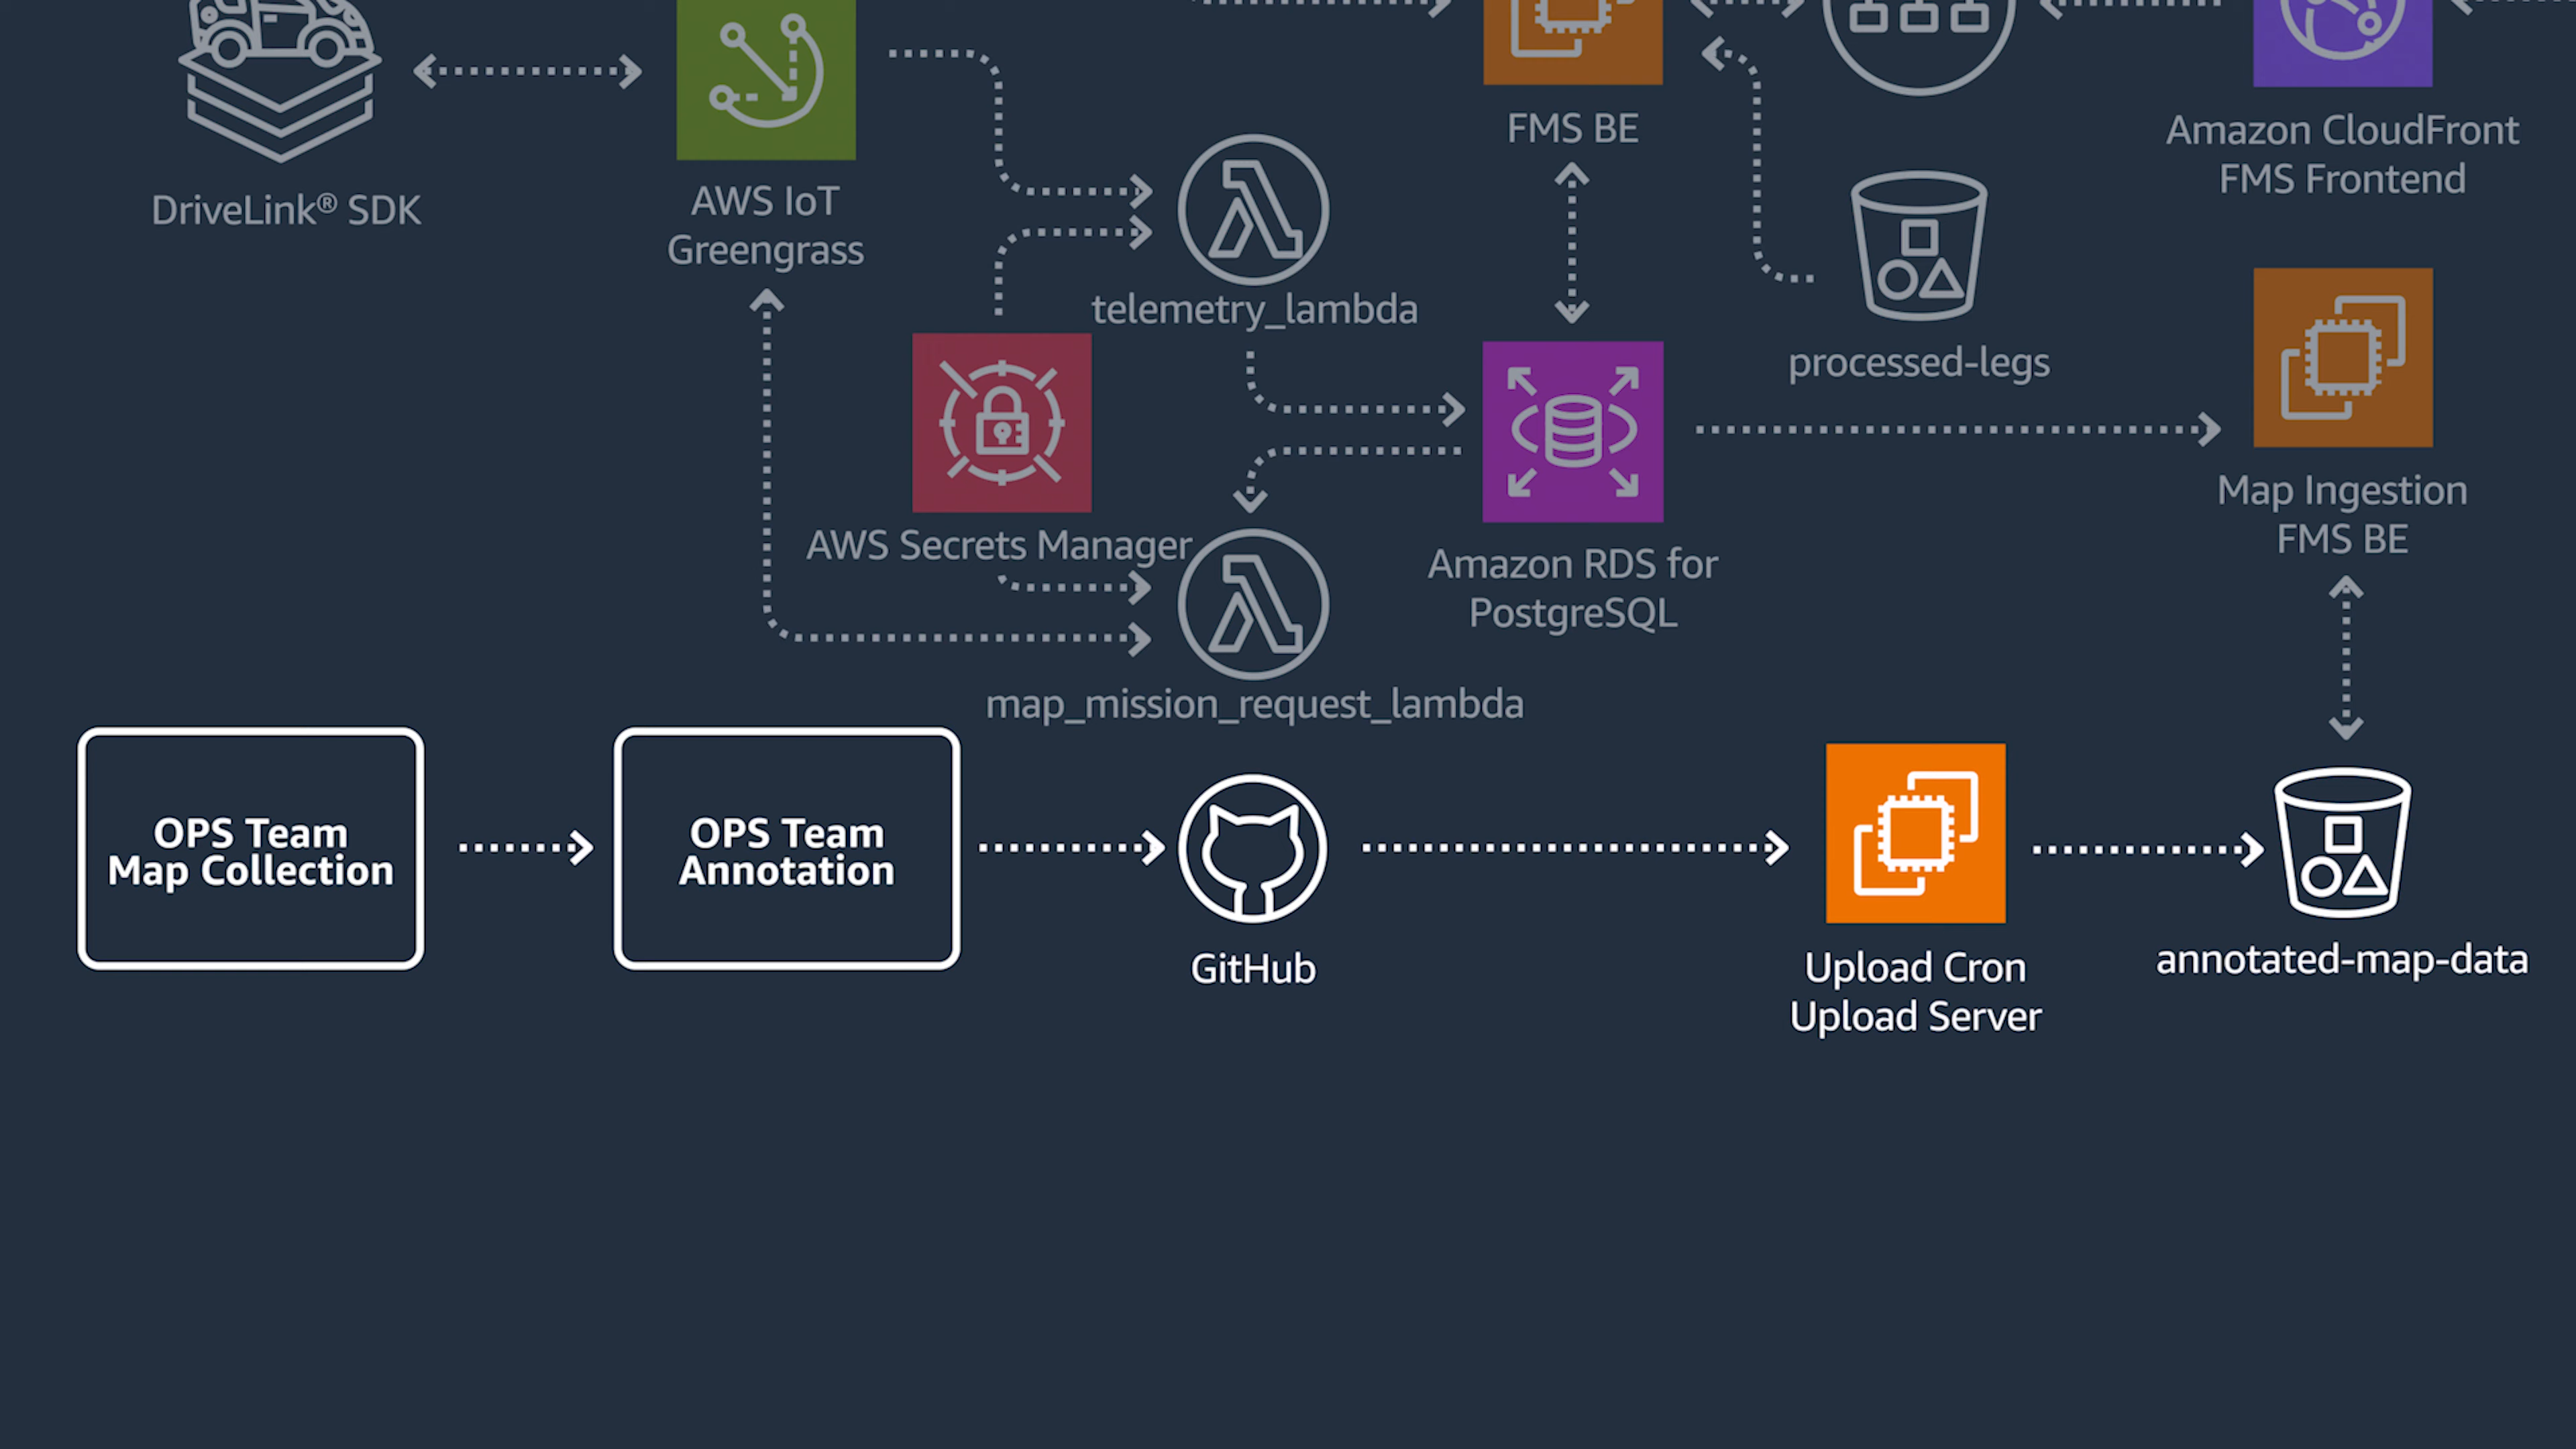 FMS BE
Amazon CloudFront
FMS Frontend
DriveLink® SDK
AWS IoT
Greengrass
telemetry_lambda
processed-legs
Map Ingestion
FMS BE
AWS Secrets Manager
Amazon RDS for
PostgreSQL
map_mission_request_lambda
OPS Team
Map Collection
OPS Team
Annotation
GitHub
Upload Cron
Upload Server
annotated-map-data